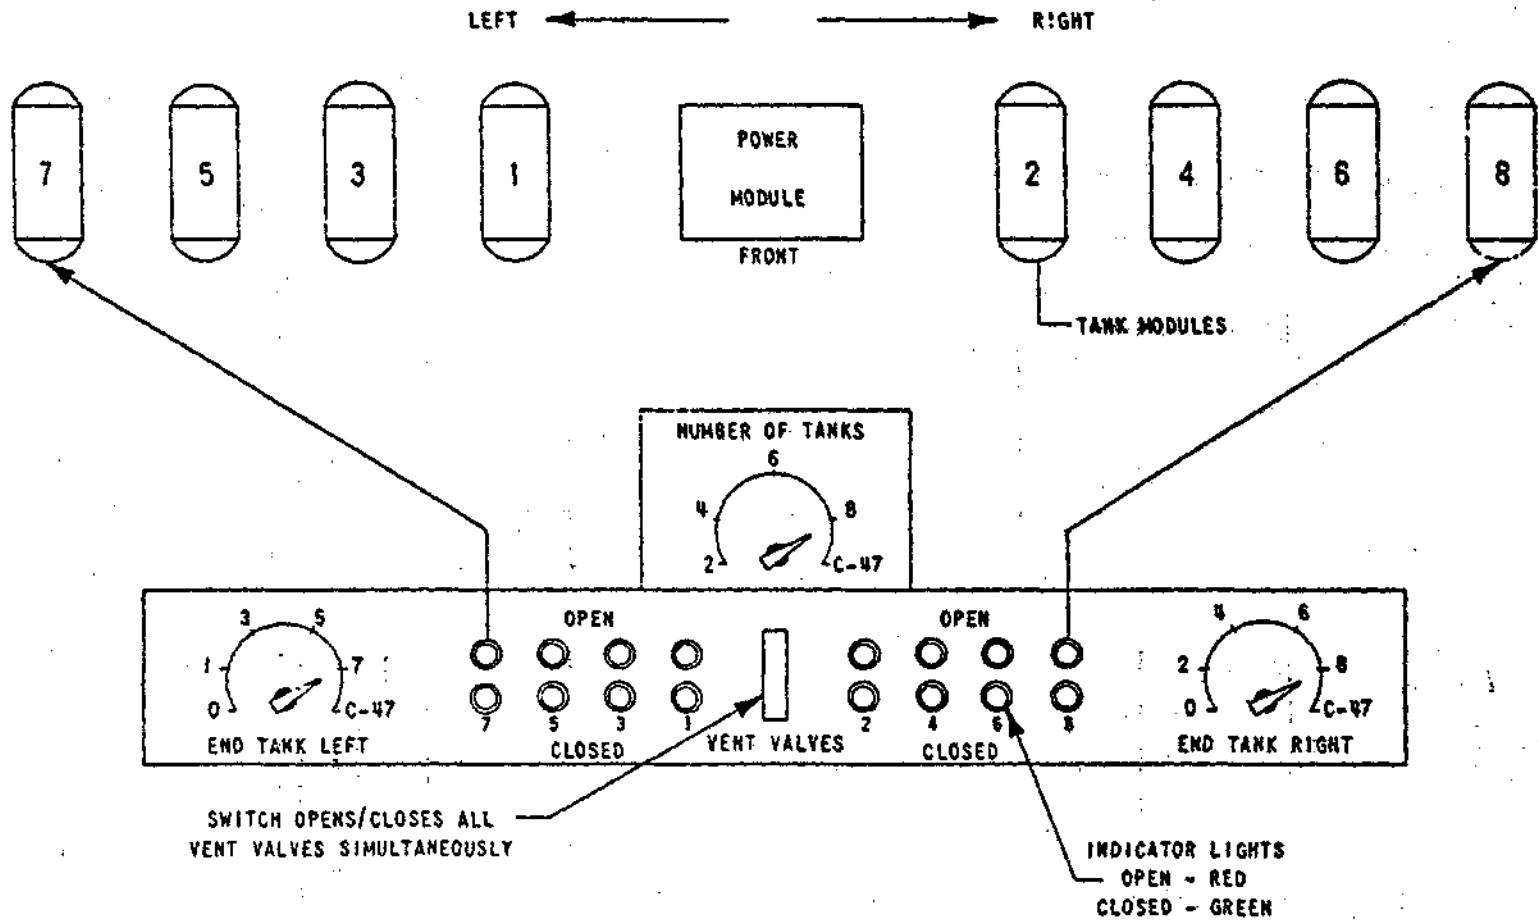 LEFT RIGHT
7 5 3 1 POWER MODULE 2 4 6 8
FRONT
TANK MODULES
NUMBER OF TANKS
6
4 8
2 C-47
3 5 OPEN OPEN 4 6
1 7 2 8
0 C-47 7 5 3 1 2 4 6 8 0 C-47
END TANK LEFT CLOSED VENT VALVES CLOSED END TANK RIGHT
SWITCH OPENS/CLOSES ALL
VENT VALVES SIMULTANEOUSLY
INDICATOR LIGHTS
OPEN - RED
CLOSED - GREEN